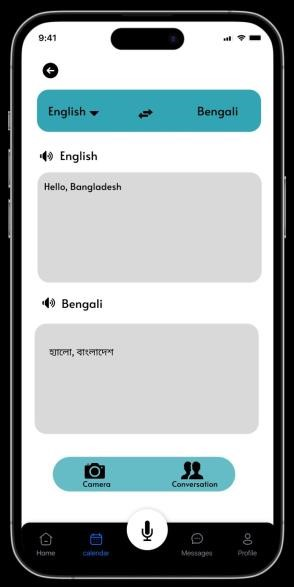 9:41
English Bengali
English
Hello, Bangladesh
Bengali
হ্যালো, বাংলাদেশ
Camera Conversation
Home calendar Messages Profile